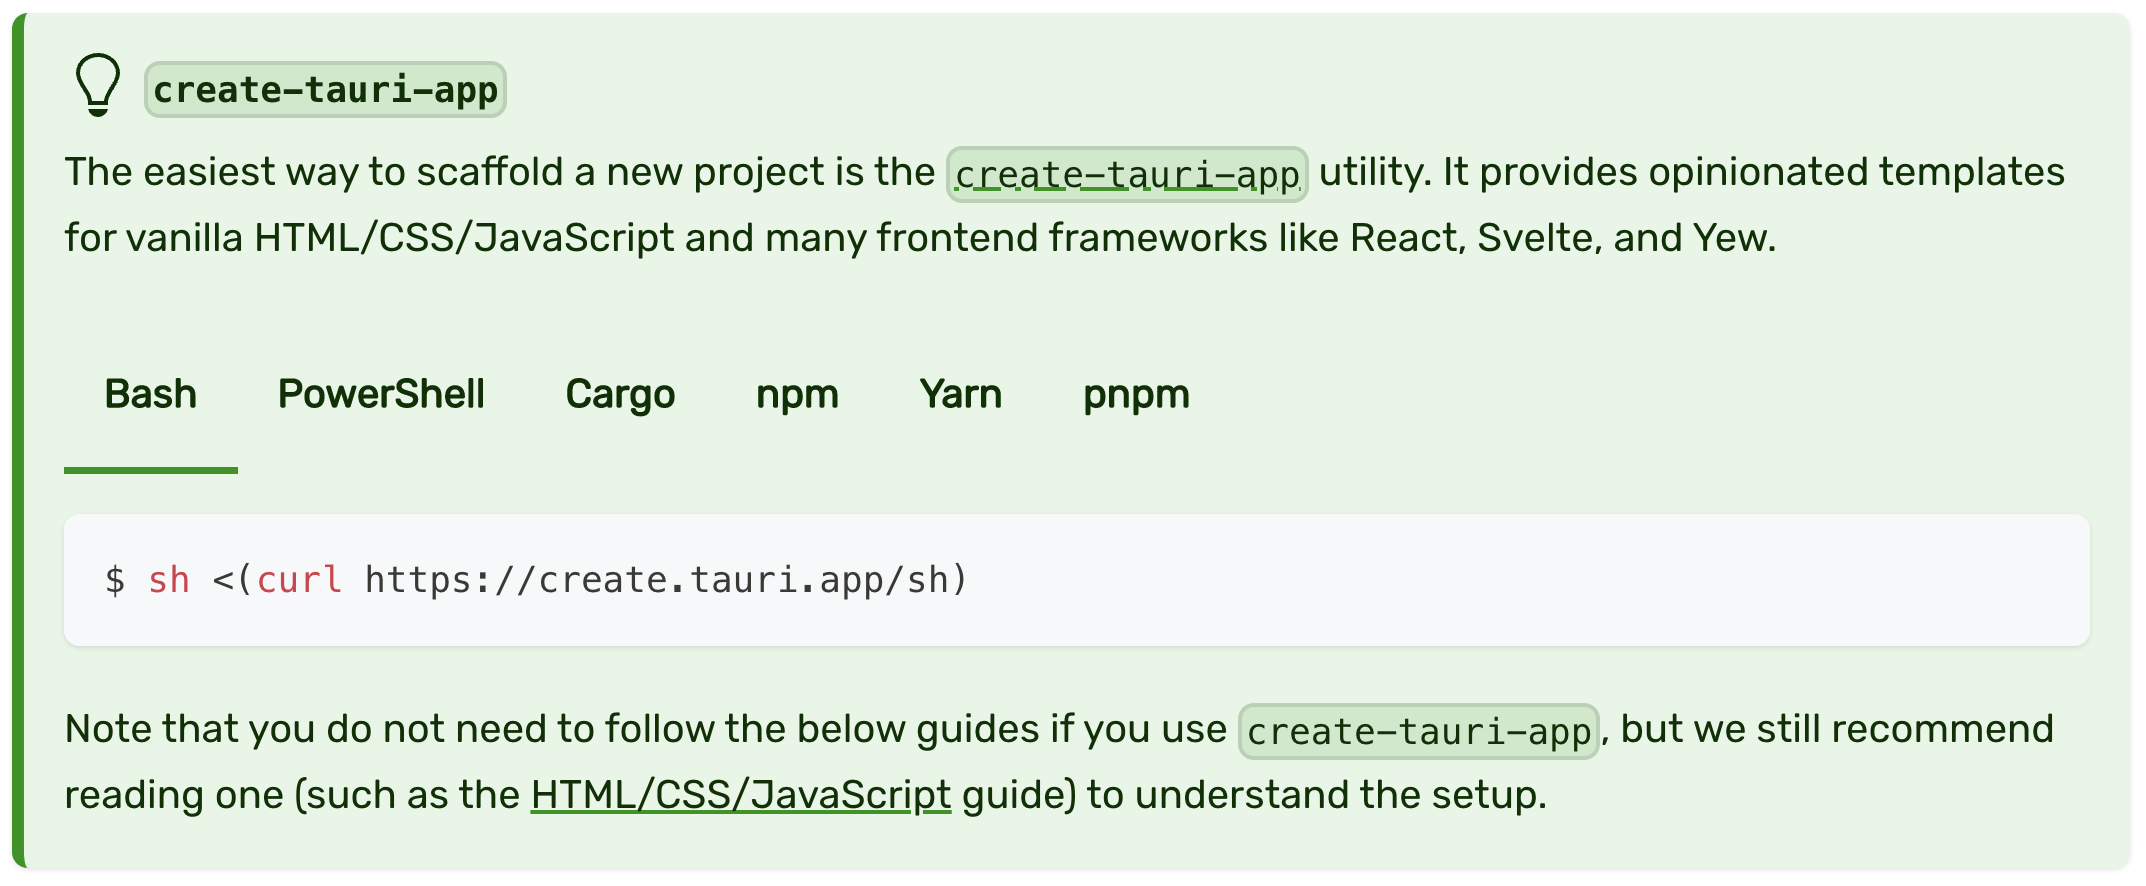 create-tauri-app
The easiest way to scaffold a new project is the create-tauri-app utility. It provides opinionated templates
for vanilla HTML/CSS/JavaScript and many frontend frameworks like React, Svelte, and Yew.
Bash PowerShell Cargo npm Yarn pnpm
$ sh <(curl https://create.tauri.app/sh)
Note that you do not need to follow the below guides if you use create-tauri-app, but we still recommend
reading one (such as the HTML/CSS/JavaScript guide) to understand the setup.